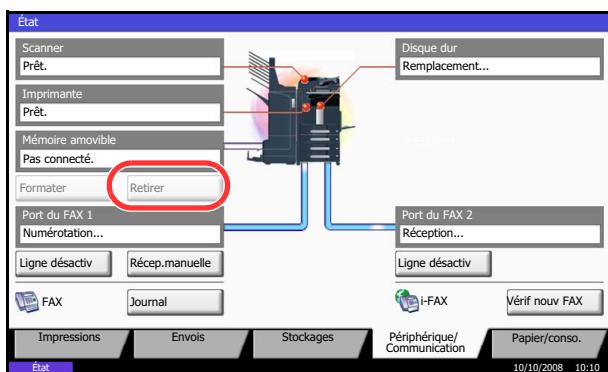 État
Scanner
Prêt.
Disque dur
Remplacement...
Imprimante
Prêt.
Mémoire amovible
Pas connecté.
Formater
Retirer
Port du FAX 1
Numérotation...
Port du FAX 2
Réception...
Ligne désactiv
Récep.manuelle
Ligne désactiv
FAX
Journal
i-FAX
Vérif nouv FAX
Impressions
Envois
Stockages
Périphérique/
Communication
Papier/conso.
État
10/10/2008 10:10